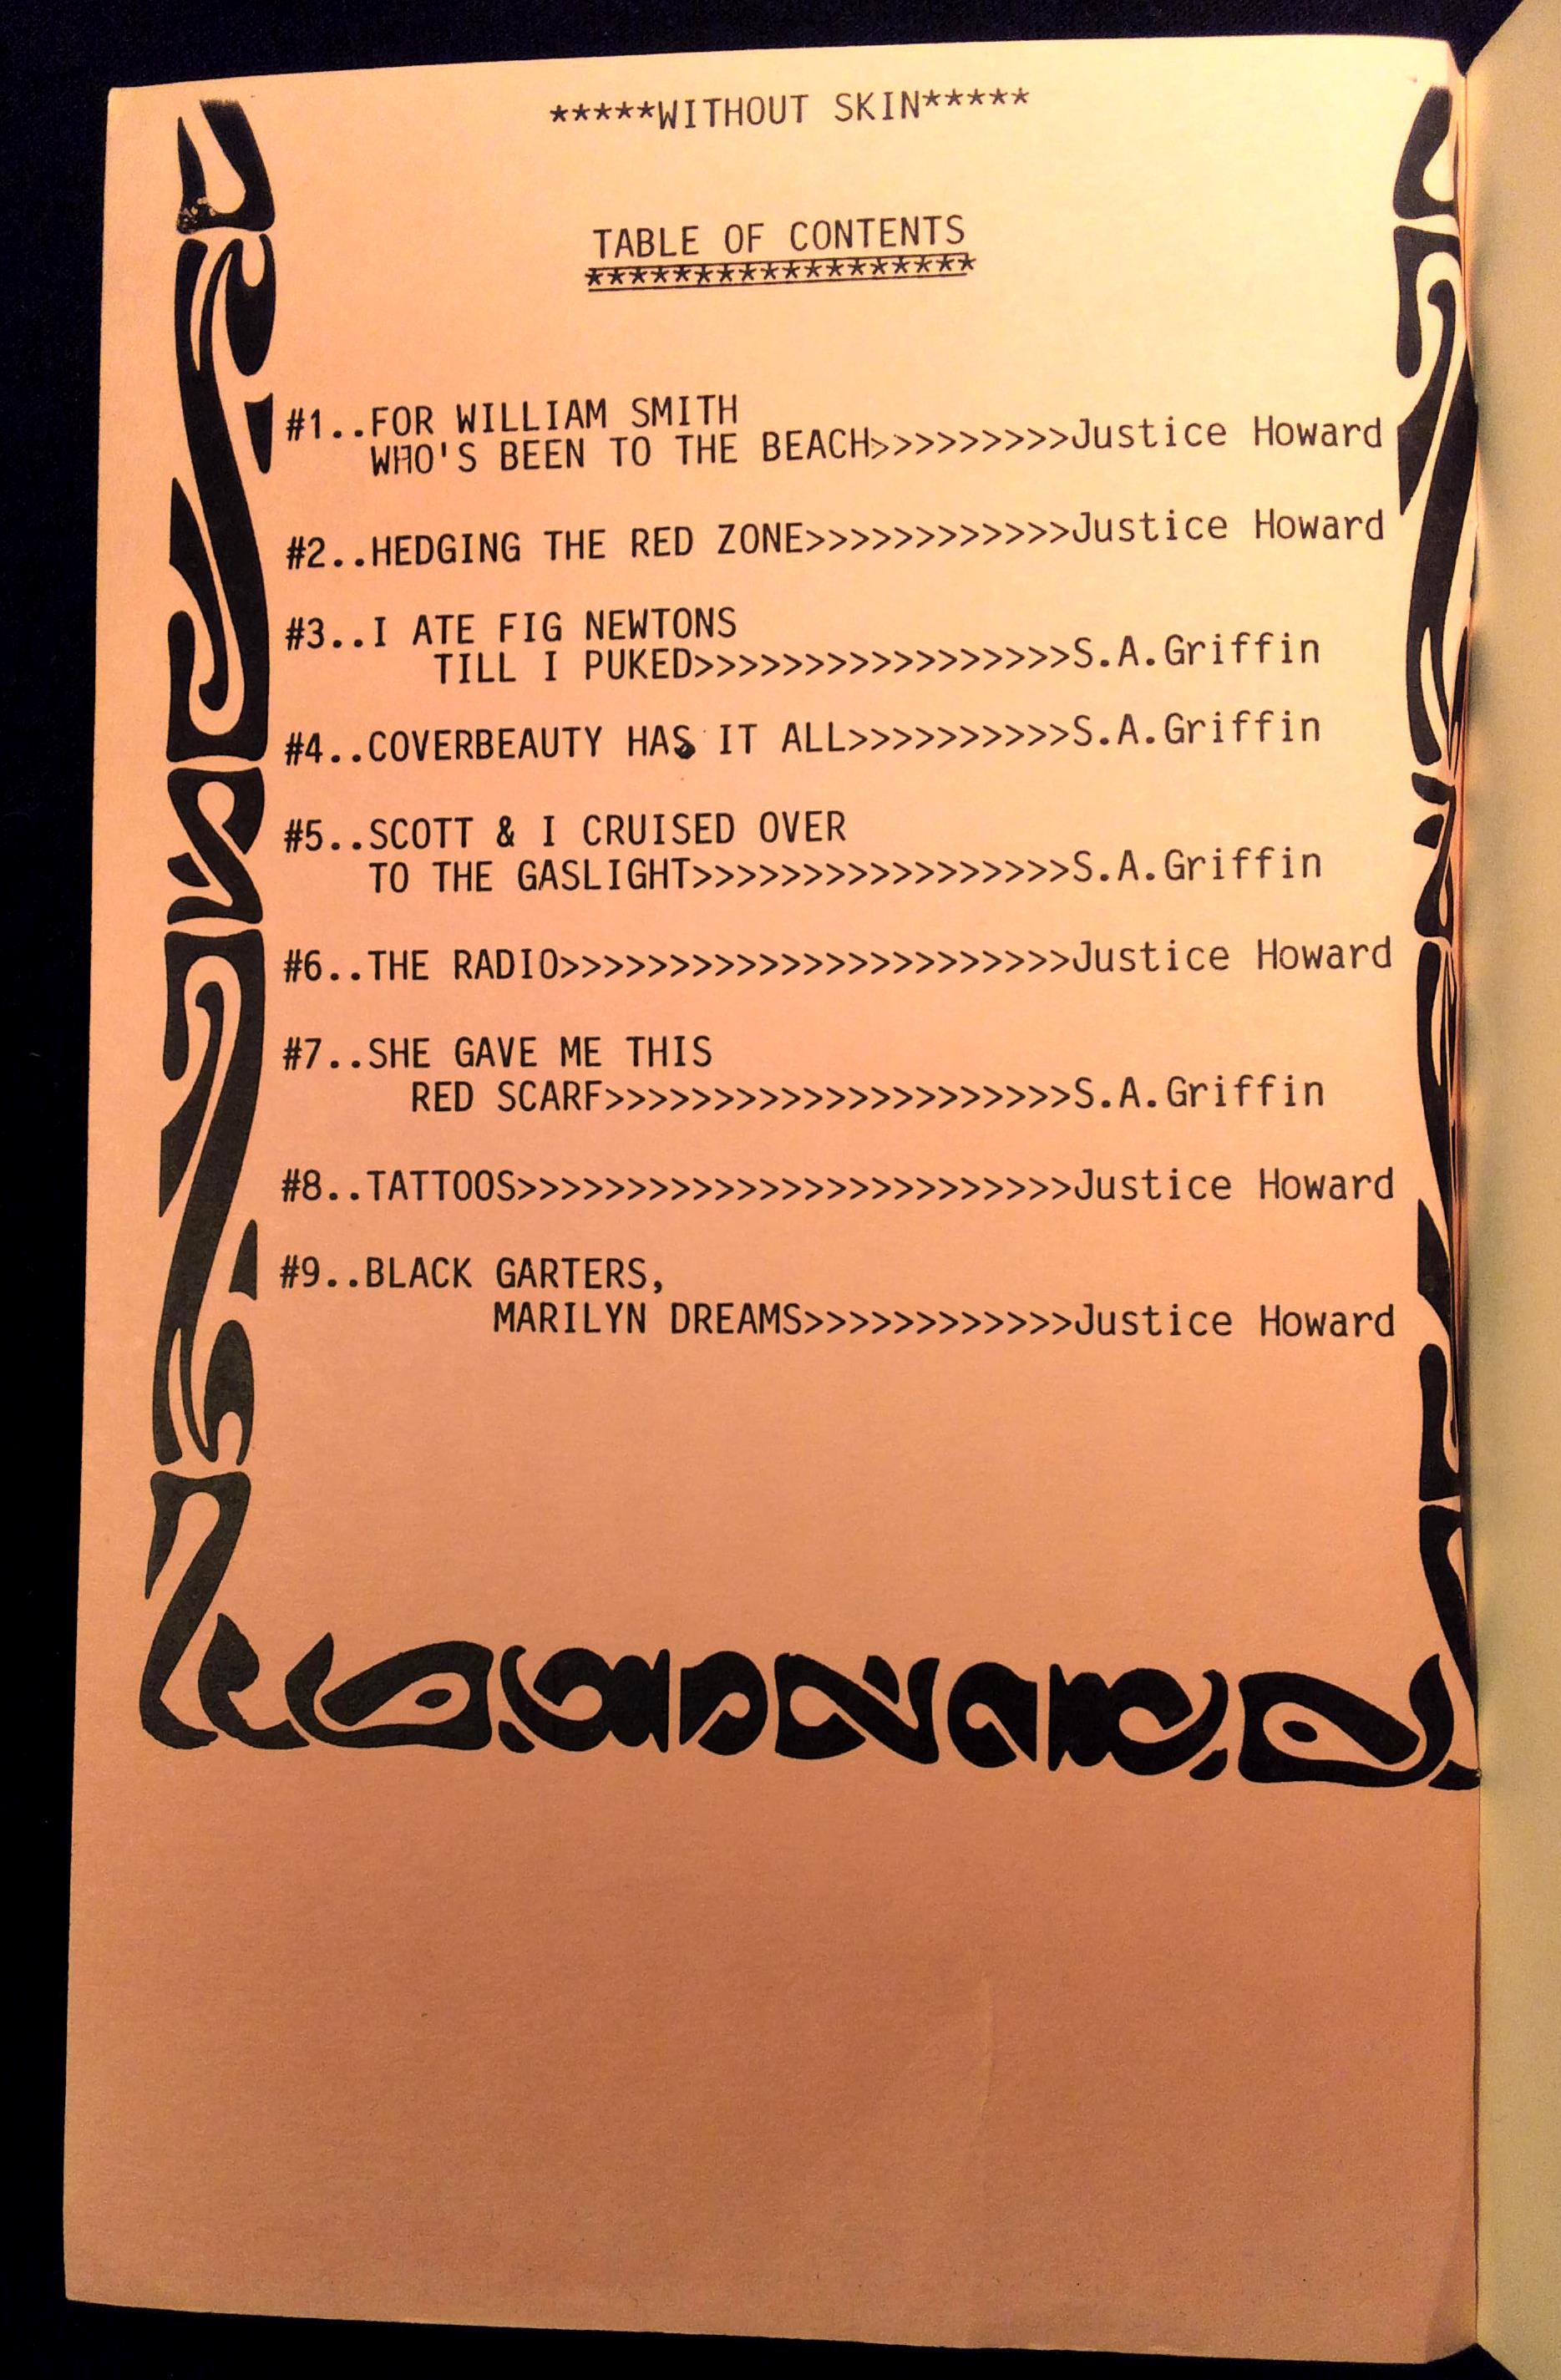 *****WITHOUT SKIN*****
TABLE OF CONTENTS
******************
#1..FOR WILLIAM SMITH
WHO'S BEEN TO THE BEACH>>>>>>>>>Justice Howard
#2..HEDGING THE RED ZONE>>>>>>>>>>>>Justice Howard
#3..I ATE FIG NEWTONS
TILL I PUKED>>>>>>>>>>>>>>>>>S.A.Griffin
#4..COVERBEAUTY HAS IT ALL>>>>>>>>>>S.A.Griffin
#5..SCOTT & I CRUISED OVER
TO THE GASLIGHT>>>>>>>>>>>>>>>>>S.A.Griffin
#6..THE RADIO>>>>>>>>>>>>>>>>>>>>>>>Justice Howard
#7..SHE GAVE ME THIS
RED SCARF>>>>>>>>>>>>>>>>>>>>>S.A.Griffin
#8..TATTOOS>>>>>>>>>>>>>>>>>>>>>>>>>Justice Howard
#9..BLACK GARTERS,
MARILYN DREAMS>>>>>>>>>>>>Justice Howard